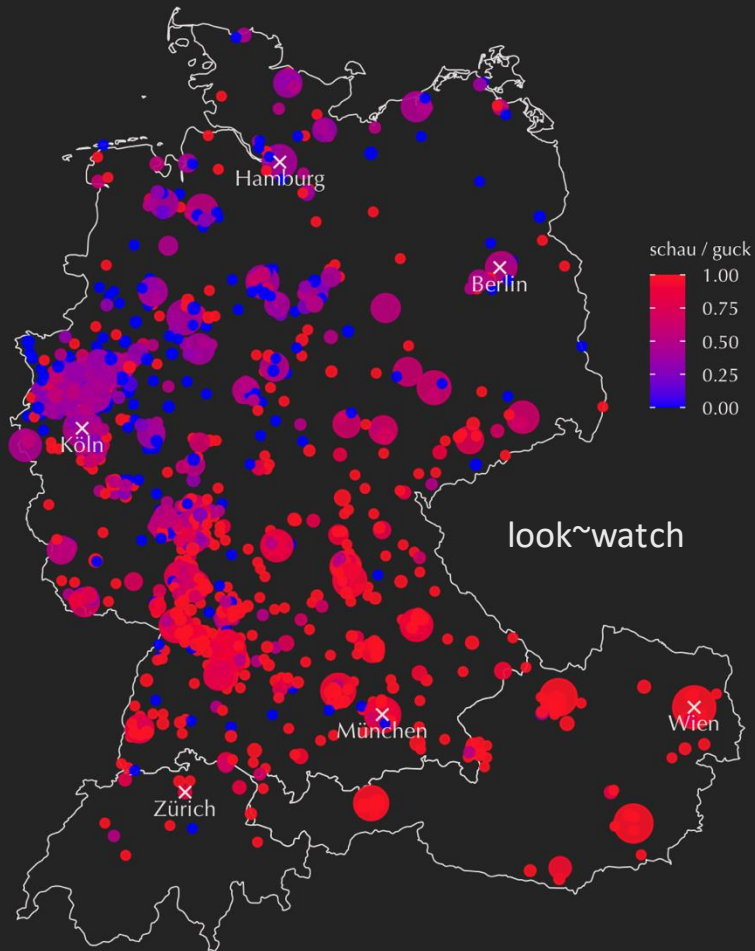 Hamburg
schau / guck
Berlin
1.00
0.75
0.50
0.25
0.00
Köln
look~watch
München
Wien
Zürich